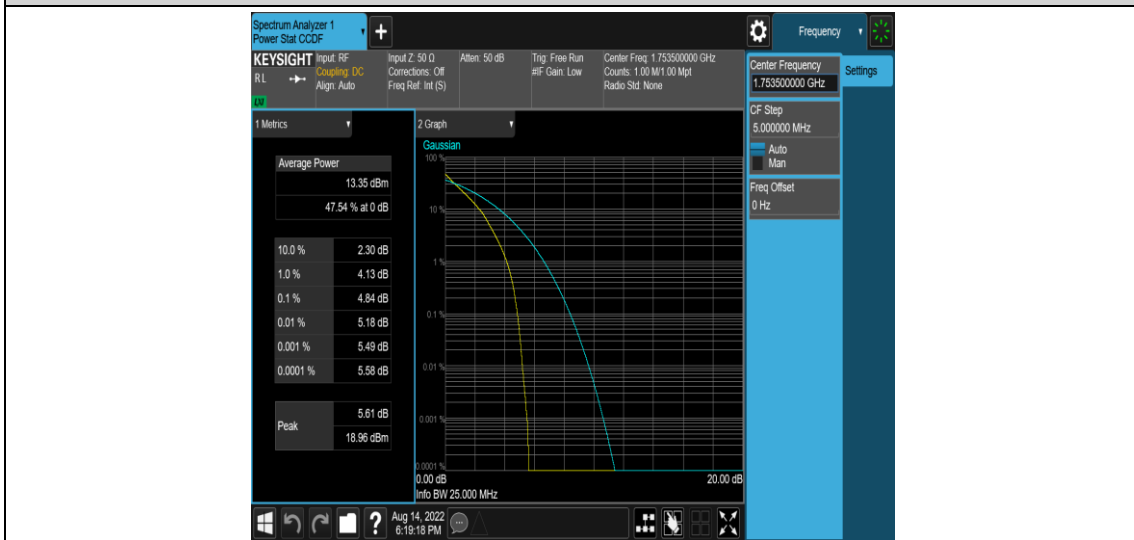 Spectrum Analyzer 1
Power Stat CCDF
Frequency
KEYSIGHT
RL
LXI
Input: RF
Coupling: DC
Align: Auto
Input Z: 50 Ω
Corrections: Off
Freq Ref: Int (S)
Atten: 50 dB
Trig: Free Run
#IF Gain: Low
Center Freq: 1.753500000 GHz
Counts: 1.00 M/1.00 Mpt
Radio Std: None
Center Frequency
1.753500000 GHz
Settings
CF Step
5.000000 MHz
Auto
Man
Freq Offset
0 Hz
1 Metrics
Average Power
13.35 dBm
47.54 % at 0 dB
10.0 % 2.30 dB
1.0 % 4.13 dB
0.1 % 4.84 dB
0.01 % 5.18 dB
0.001 % 5.49 dB
0.0001 % 5.58 dB
Peak
5.61 dB
18.96 dBm
2 Graph
Gaussian
100 %
10 %
1 %
0.1 %
0.01 %
0.001 %
0.0001 %
0.00 dB 20.00 dB
Info BW 25.000 MHz
?
Aug 14, 2022
6:19:18 PM